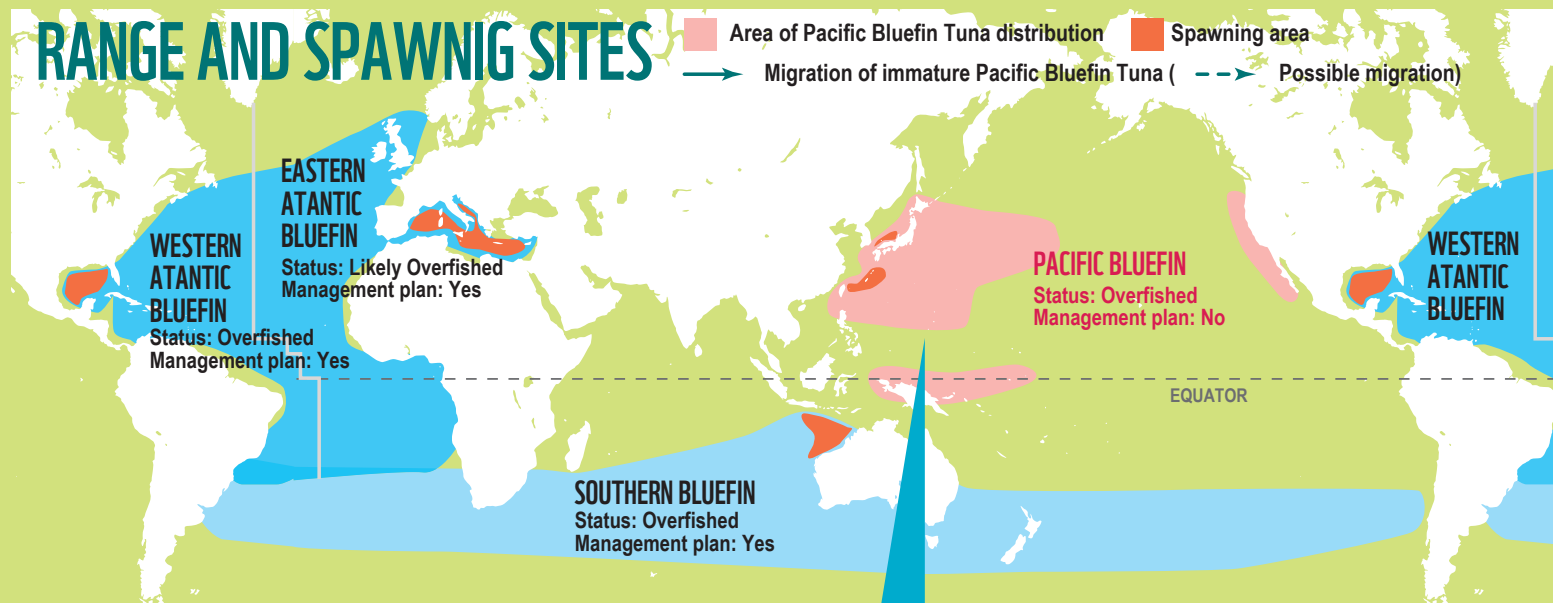 RANGE AND SPAWNIG SITES
Area of Pacific Bluefin Tuna distribution
Spawning area
Migration of immature Pacific Bluefin Tuna (
Possible migration)
EASTERN
ATANTIC
BLUEFIN
Status: Likely Overfished
Management plan: Yes
WESTERN
ATANTIC
BLUEFIN
Status: Overfished
Management plan: Yes
PACIFIC BLUEFIN
Status: Overfished
Management plan: No
WESTERN
ATANTIC
BLUEFIN
EQUATOR
SOUTHERN BLUEFIN
Status: Overfished
Management plan: Yes